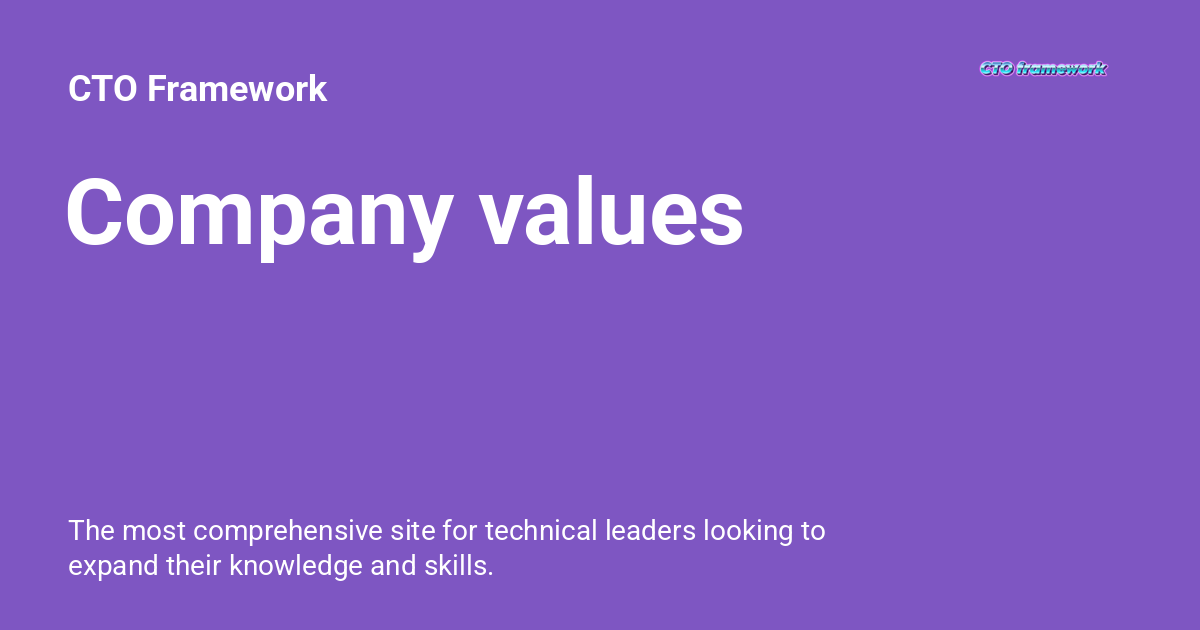 CTO Framework
CTO framework
Company values
The most comprehensive site for technical leaders looking to
expand their knowledge and skills.